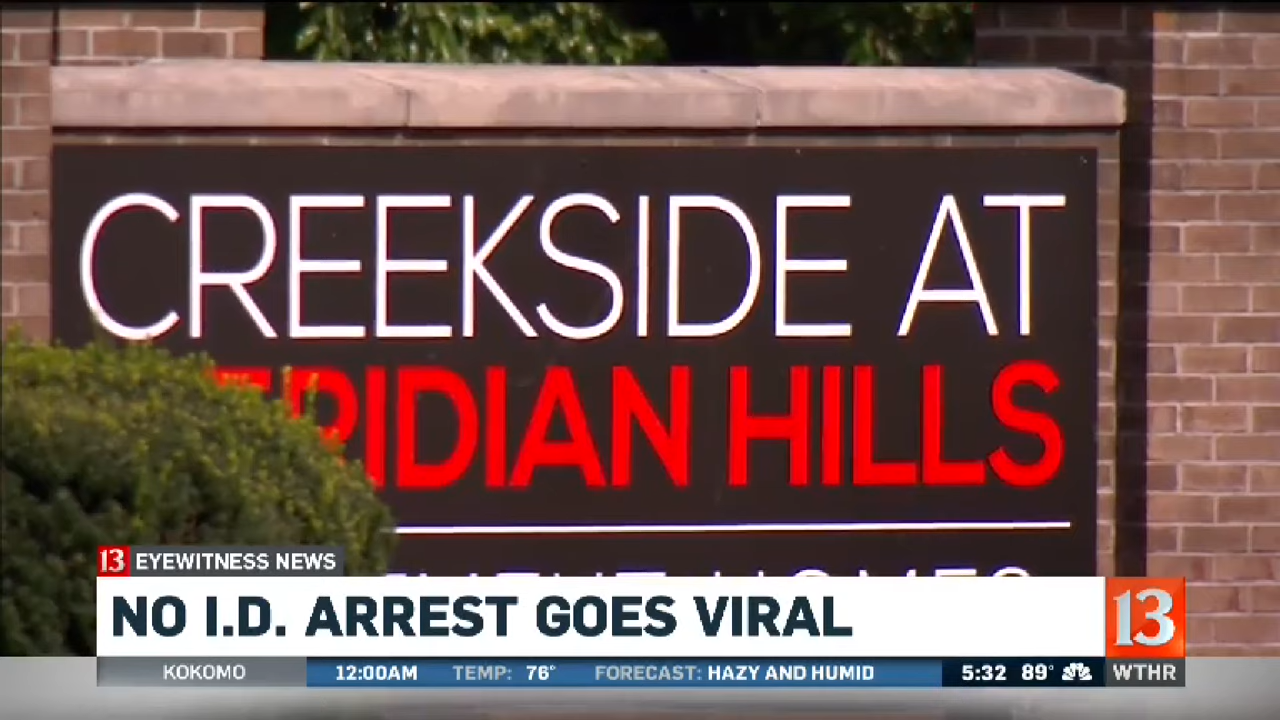 CREEKSIDE AT
MERIDIAN HILLS
13 EYEWITNESS NEWS
NO I.D. ARREST GOES VIRAL
13
KOKOMO 12:00AM TEMP: 76° FORECAST: HAZY AND HUMID 5:32 89° WTHR